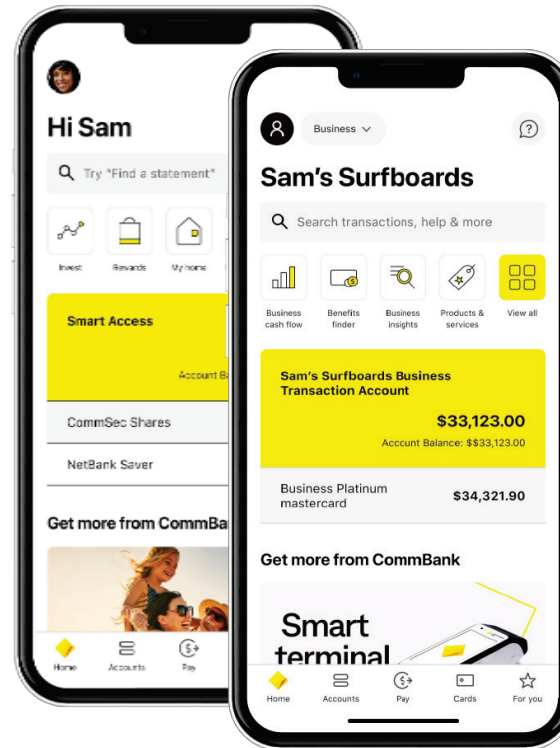 Hi Sam
Try "Find a statement"
Invest
Rewards
My home
Smart Access
Account Ba
CommSec Shares
NetBank Saver
Get more from CommBa
Home
Accounts
Pay
Business
Sam's Surfboards
Search transactions, help & more
Business
cash flow
Benefits
finder
Business
insights
Products &
services
View all
Sam's Surfboards Business
Transaction Account
$33,123.00
Account Balance: $$33,123.00
Business Platinum
mastercard
$34,321.90
Get more from CommBank
Smart
terminal
Home
Accounts
Pay
Cards
For you